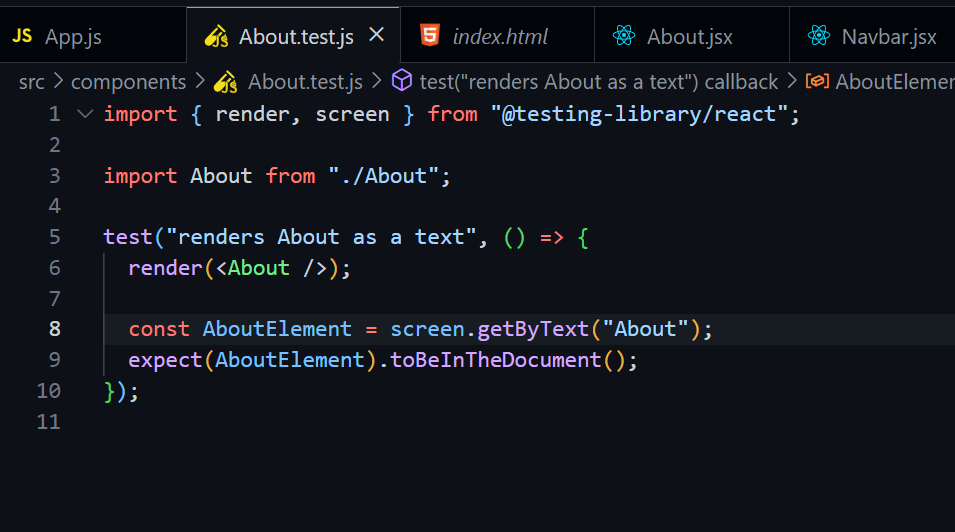 JS App.js About.test.js × index.html About.jsx Navbar.jsx
src > components > About.test.js > test("renders About as a text") callback > AboutElemen
1 import { render, screen } from "@testing-library/react";
2
3 import About from "./About";
4
5 test("renders About as a text", () => {
6 render(<About />);
7
8 const AboutElement = screen.getByText("About");
9 expect(AboutElement).toBeInTheDocument();
10 });
11